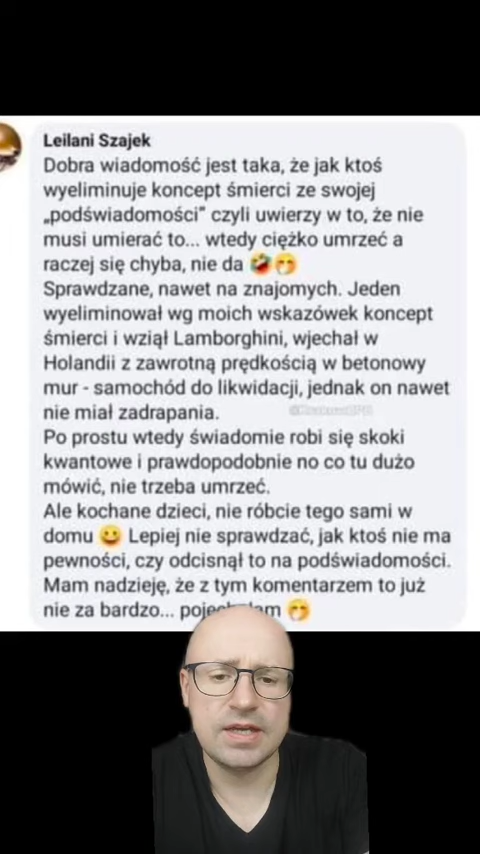 Leilani Szajek
Dobra wiadomość jest taka, że jak ktoś
wyeliminuje koncept śmierci ze swojej
„podświadomości” czyli uwierzy w to, że nie
musi umierać to... wtedy ciężko umrzeć a
raczej się chyba, nie da 🤣🤭
Sprawdzane, nawet na znajomych. Jeden
wyeliminował wg moich wskazówek koncept
śmierci i wziął Lamborghini, wjechał w
Holandii z zawrotną prędkością w betonowy
mur - samochód do likwidacji, jednak on nawet
nie miał zadrapania.
Po prostu wtedy świadomie robi się skoki
kwantowe i prawdopodobnie no co tu dużo
mówić, nie trzeba umrzeć.
Ale kochane dzieci, nie róbcie tego sami w
domu 😀 Lepiej nie sprawdzać, jak ktoś nie ma
pewności, czy odcisnął to na podświadomości.
Mam nadzieję, że z tym komentarzem to już
nie za bardzo... 🤭